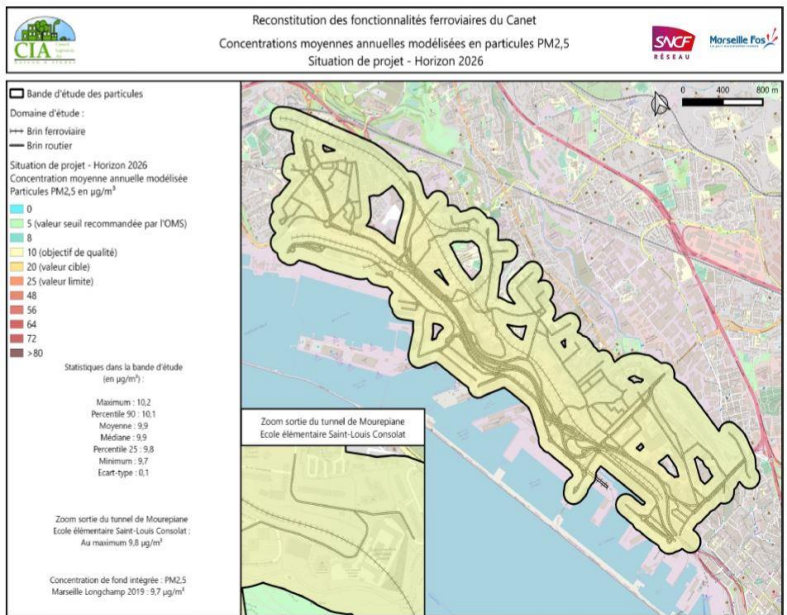 CIA
Reconstitution des fonctionnalités ferroviaires du Canet
Concentrations moyennes annuelles modélisées en particules PM2,5
Situation de projet - Horizon 2026
SNCF
RÉSEAU
Marseille Fos
Bande d'étude des particules
Domaine d'étude :
Brin ferroviaire
Brin routier
Situation de projet - Horizon 2026
Concentration moyenne annuelle modélisée
Particules PM2,5 en µg/m³
0
5 (valeur seuil recommandée par l'OMS)
8
10 (objectif de qualité)
20 (valeur cible)
25 (valeur limite)
48
56
64
72
>80
Statistiques dans la bande d'étude
(en µg/m³) :
Maximum : 10,2
Percentile 90 : 10,1
Moyenne : 9,9
Médiane : 9,9
Percentile 25 : 9,8
Minimum : 9,7
Ecart-type : 0,1
Zoom sortie du tunnel de Mourepiane
Ecole élémentaire Saint-Louis Consolat :
Au maximum 9,8 µg/m³
Concentration de fond intégrée : PM2,5
Marseille Longchamp 2019 : 9,7 µg/m³
0 400 800 m
Zoom sortie du tunnel de Mourepiane
Ecole élémentaire Saint-Louis Consolat